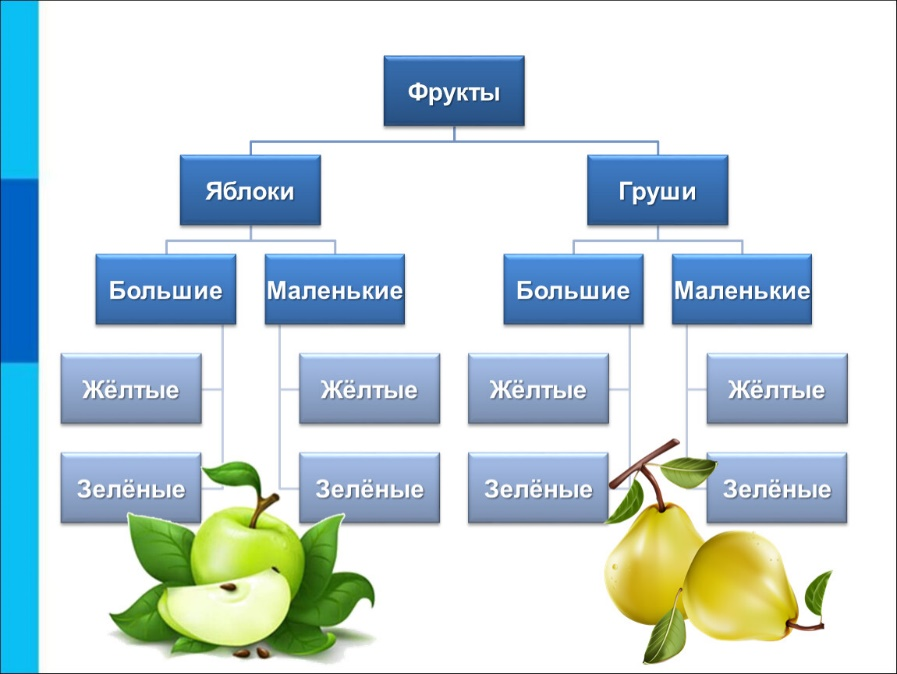 Фрукты
Яблоки
Груши
Большие
Маленькие
Большие
Маленькие
Жёлтые
Жёлтые
Жёлтые
Жёлтые
Зелёные
Зелёные
Зелёные
Зелёные